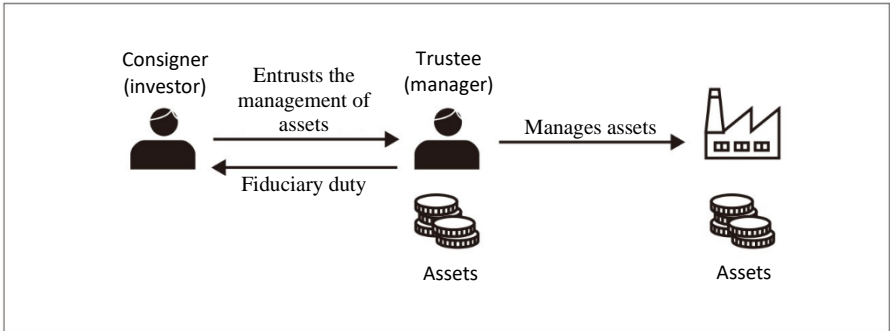 Consigner
(investor)
Entrusts the
management of
assets
Fiduciary duty
Trustee
(manager)
Manages assets
Assets
Assets